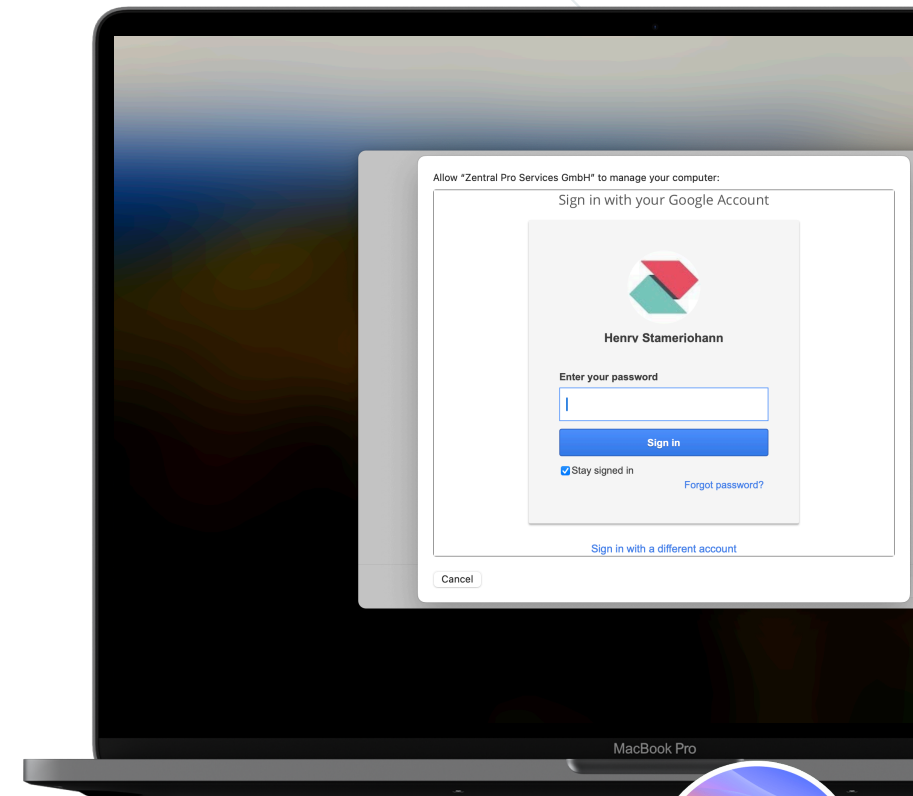 Allow “Zentral Pro Services GmbH” to manage your computer:
Sign in with your Google Account
Henry Stamerjohann
Enter your password
Sign in
Stay signed in
Forgot password?
Sign in with a different account
Cancel
MacBook Pro